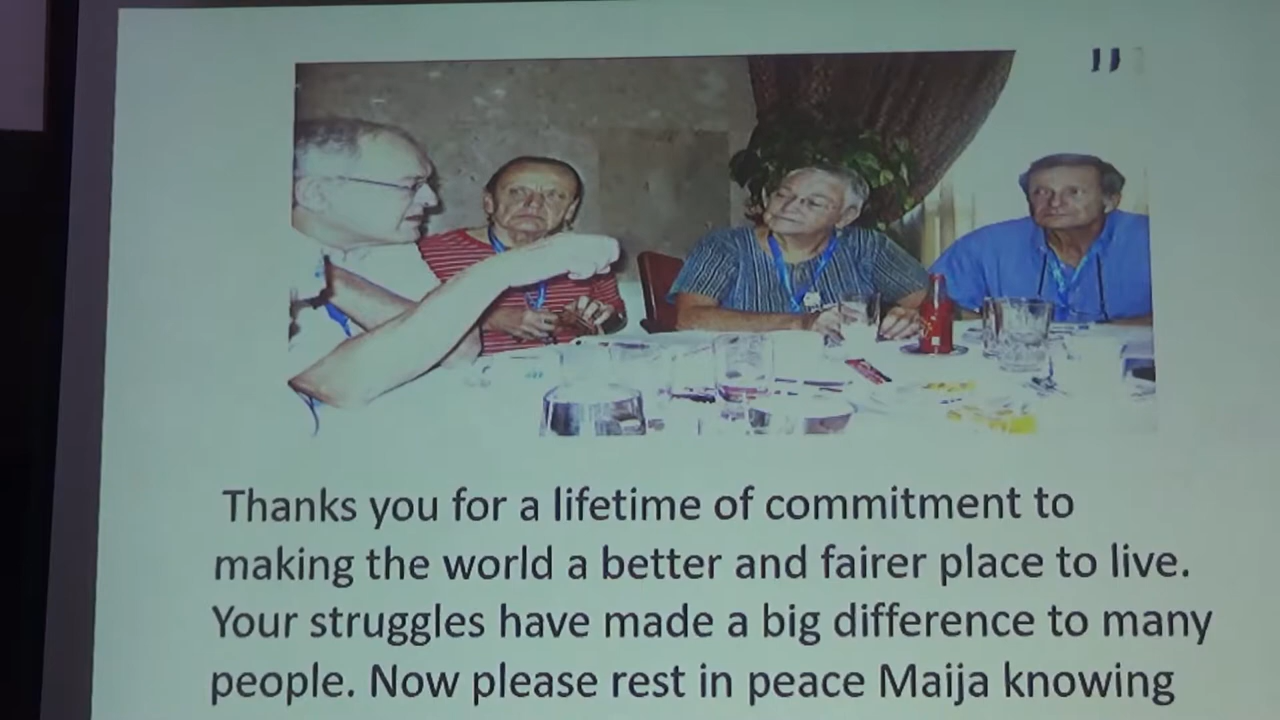 "
Thanks you for a lifetime of commitment to
making the world a better and fairer place to live.
Your struggles have made a big difference to many
people. Now please rest in peace Maija knowing